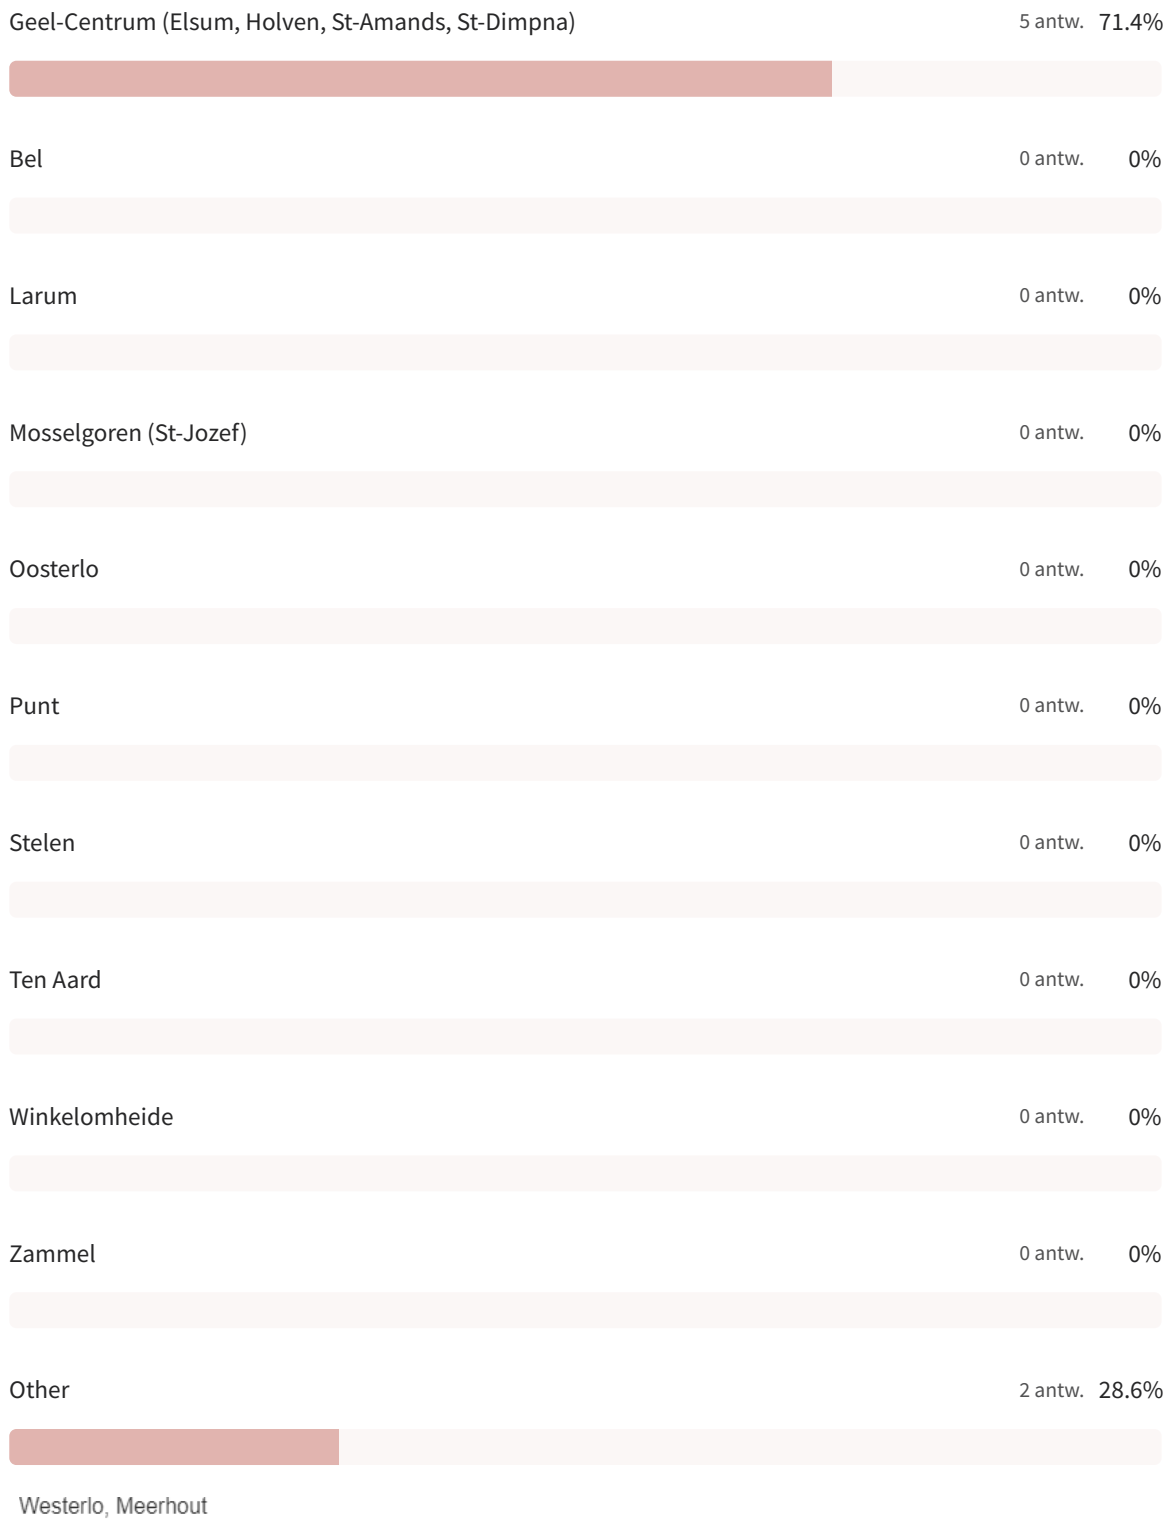 Geel-Centrum (Elsum, Holven, St-Amands, St-Dimpna) 5 antw. 71.4%
Bel 0 antw. 0%
Larum 0 antw. 0%
Mosselgoren (St-Jozef) 0 antw. 0%
Oosterlo 0 antw. 0%
Punt 0 antw. 0%
Stelen 0 antw. 0%
Ten Aard 0 antw. 0%
Winkelomheide 0 antw. 0%
Zammel 0 antw. 0%
Other 2 antw. 28.6%
Westerlo, Meerhout